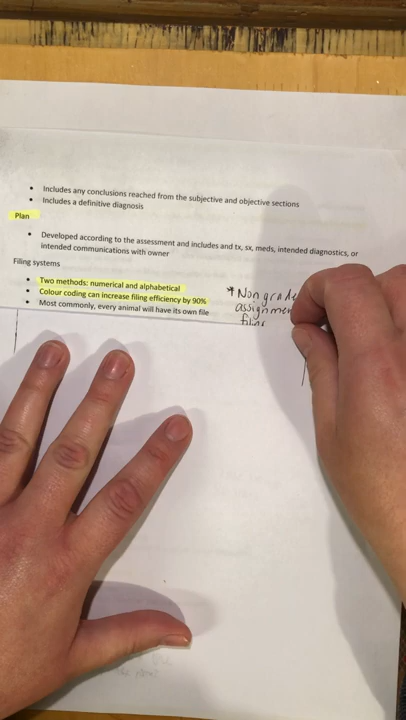 • Includes any conclusions reached from the subjective and objective sections
• Includes a definitive diagnosis
Plan
• Developed according to the assessment and includes and tx, sx, meds, intended diagnostics, or
intended communications with owner
Filing systems
• Two methods: numerical and alphabetical
• Colour coding can increase filing efficiency by 90%
• Most commonly, every animal will have its own file
* Non grade
assignmen
filing